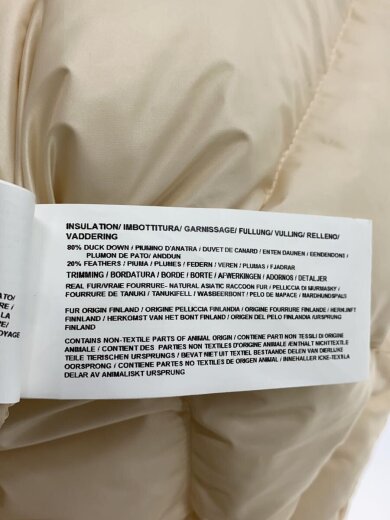 INSULATION/ IMBOTTITURA/ GARNISSAGE/ FULLUNG/ VULLING/ RELLENO/
VADDERING
80% DUCK DOWN / PIUMINO D'ANATRA / DUVET DE CANARD / ENTEN DAUNEN / EENDENDONS /
PLUMON DE PATO/ ANDDUN
20% FEATHERS / PIUMA / PLUMES / FEDERN / VEREN / PLUMAS / FJADRAR
TRIMMING / BORDATURA / BORDE / BORTE / AFWERKINGEN / ADORNOS / DETALJER
REAL FUR/VRAIE FOURRURE- NATURAL ASIATIC RACCOON FUR / PELLICCIA DI MURMASKY /
FOURRURE DE TANUKI / TANUKIFELL / WASBEERBONT / PELO DE MAPACE / MARDHUNDSPALS
FUR ORIGIN FINLAND / ORIGINE PELLICCIA FINLANDIA / ORIGINE FOURRURE FINLANDE / HERKUNFT
FINNLAND / HERKOMST VAN HET BONT FINLAND / ORIGEN DEL PELO FINLANDIA /URSPRUNG
FINLAND
CONTAINS NON-TEXTILE PARTS OF ANIMAL ORIGIN / CONTIENE PARTI NON TESSILI DI ORIGINE
ANIMALE / CONTIENT DES PARTIES NON TEXTILES D'ORIGINE ANIMALE /ENTHALT NICHTTEXTILE
TEILE TIERISCHEN URSPRUNGS / BEVAT NIET UIT TEXTIEL BESTAANDE DELEN VAN DIERLIJKE
OORSPRONG / CONTIENE PARTES NO TEXTILES DE ORIGEN ANIMAL / INNEHALLER ICKE-TEXTILA
DELAR AV ANIMALISKT URSPRUNG
ATO/
LA
E/
OYAGE